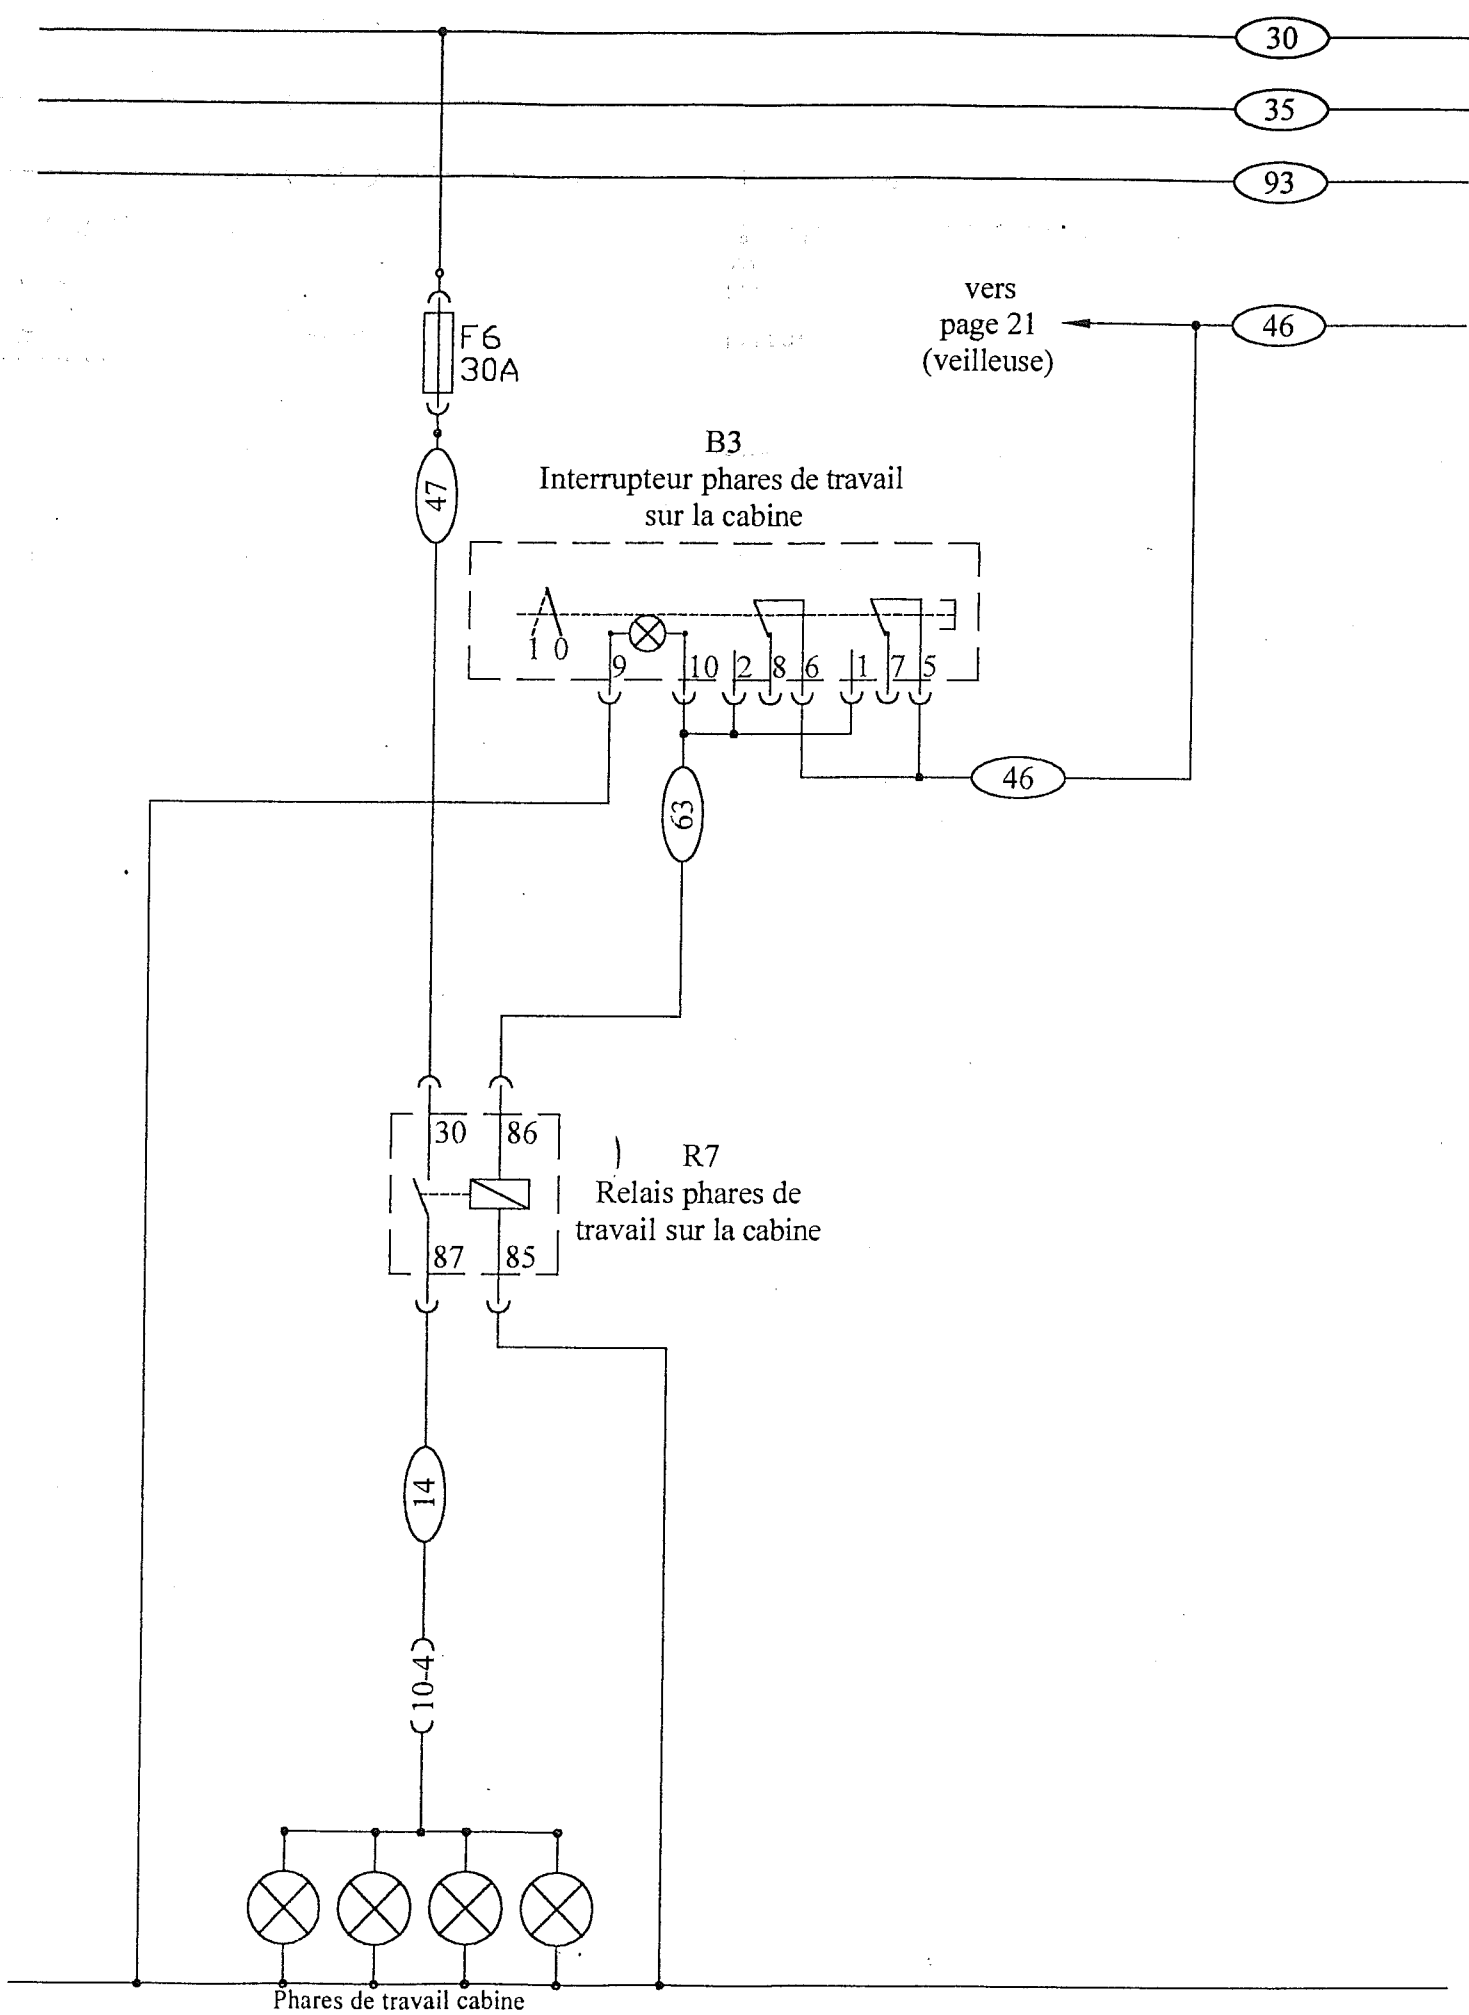 30
35
93
vers
page 21
(veilleuse)
46
F6
30A
47
B3
Interrupteur phares de travail
sur la cabine
1 0
9 10 2 8 6 1 7 5
46
63
30 86
R7
Relais phares de
travail sur la cabine
87 85
14
10-4
Phares de travail cabine